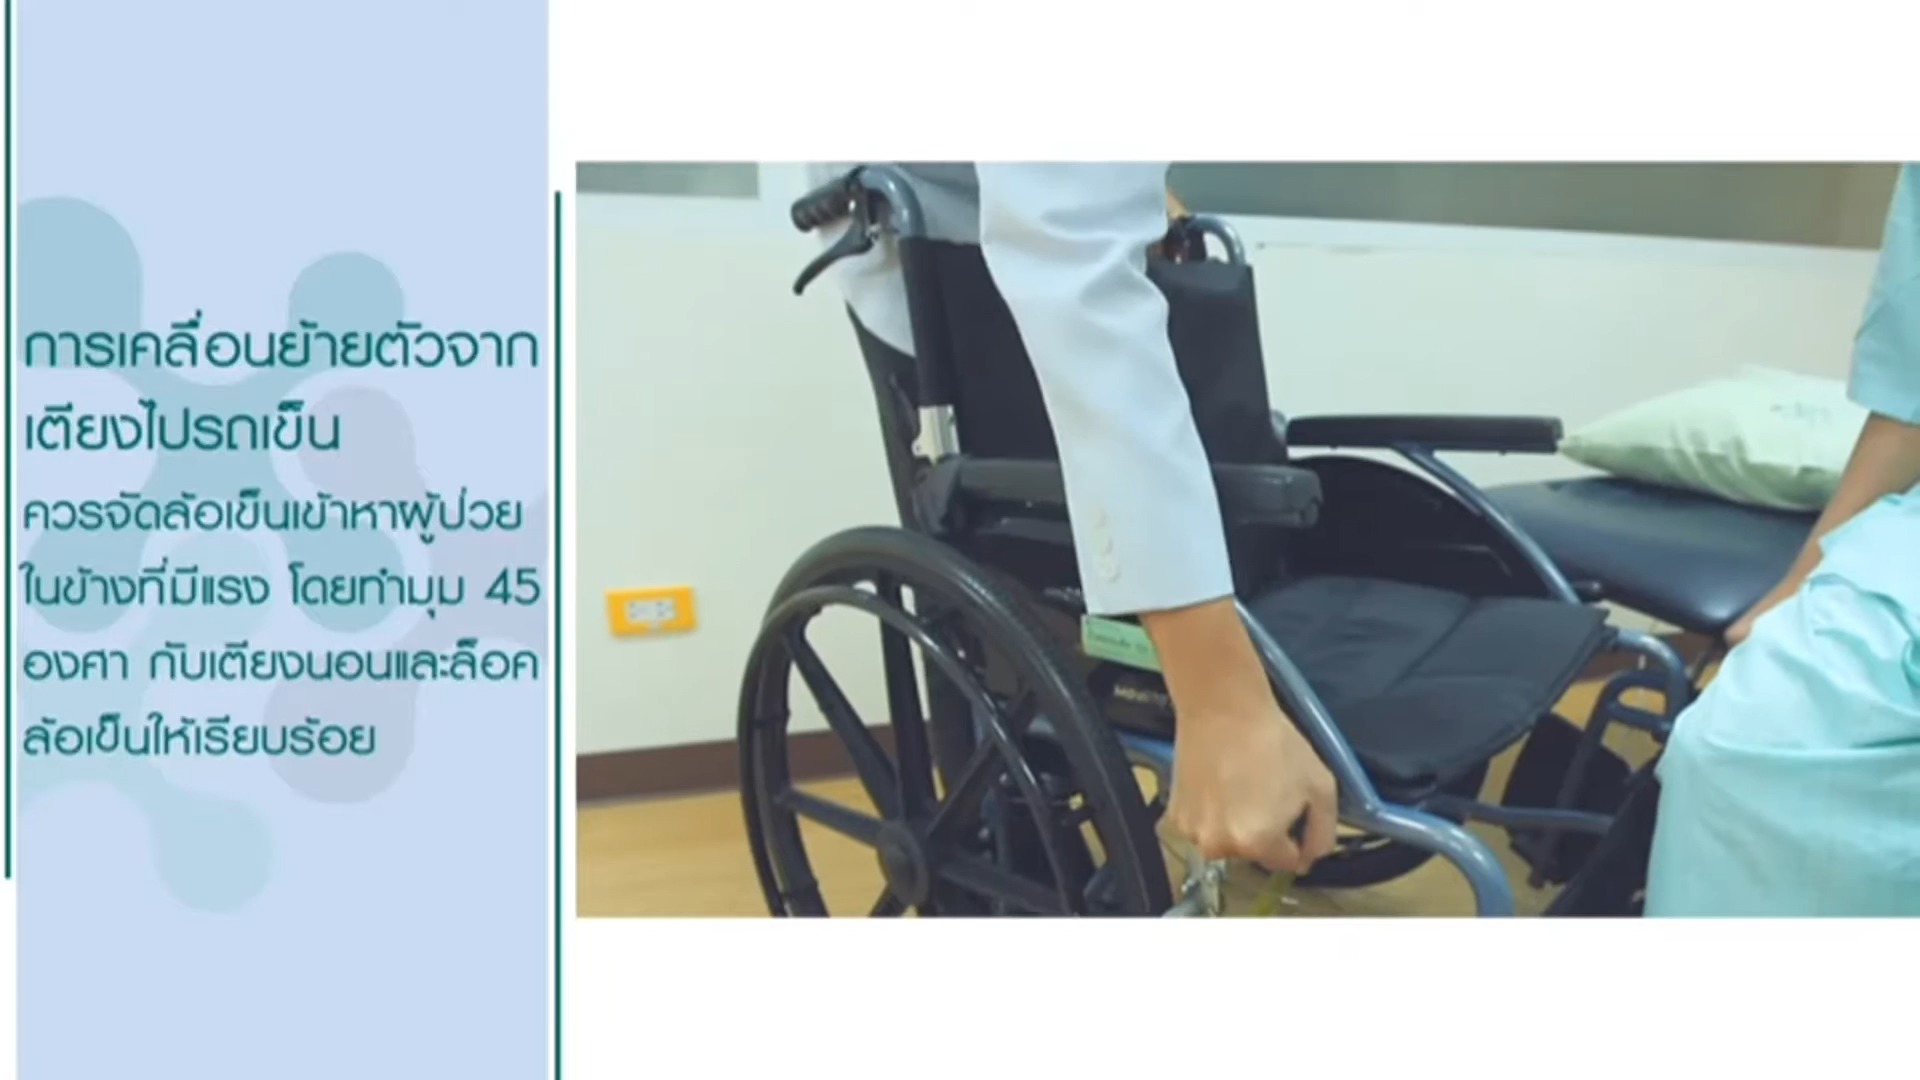 การเคลื่อนย้ายตัวจาก
เตียงไปรถเข็น
ควรจัดล้อเข็นเข้าหาผู้ป่วย
ในข้างที่มีแรง โดยทำมุม 45
องศา กับเตียงนอนและล็อค
ล้อเข็นให้เรียบร้อย